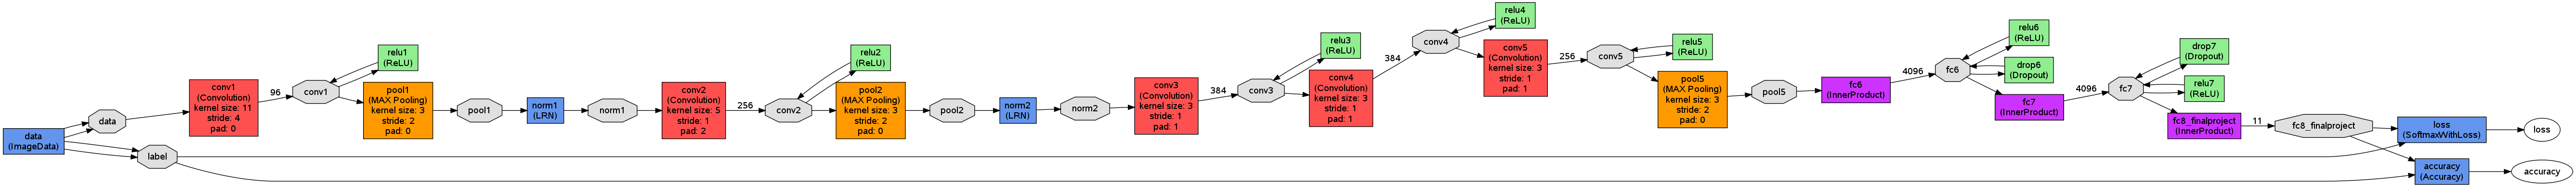 data
(ImageData)
data
label
conv1
(Convolution)
kernel size: 11
stride: 4
pad: 0
96
conv1
relu1
(ReLU)
pool1
(MAX Pooling)
kernel size: 3
stride: 2
pad: 0
pool1
norm1
(LRN)
norm1
conv2
(Convolution)
kernel size: 5
stride: 1
pad: 2
256
conv2
relu2
(ReLU)
pool2
(MAX Pooling)
kernel size: 3
stride: 2
pad: 0
pool2
norm2
(LRN)
norm2
conv3
(Convolution)
kernel size: 3
stride: 1
pad: 1
384
conv3
relu3
(ReLU)
conv4
(Convolution)
kernel size: 3
stride: 1
pad: 1
384
conv4
relu4
(ReLU)
conv5
(Convolution)
kernel size: 3
stride: 1
pad: 1
256
conv5
relu5
(ReLU)
pool5
(MAX Pooling)
kernel size: 3
stride: 2
pad: 0
pool5
fc6
(InnerProduct)
4096
fc6
relu6
(ReLU)
drop6
(Dropout)
fc7
(InnerProduct)
4096
fc7
drop7
(Dropout)
relu7
(ReLU)
fc8_finalproject
(InnerProduct)
11
fc8_finalproject
loss
(SoftmaxWithLoss)
loss
accuracy
(Accuracy)
accuracy